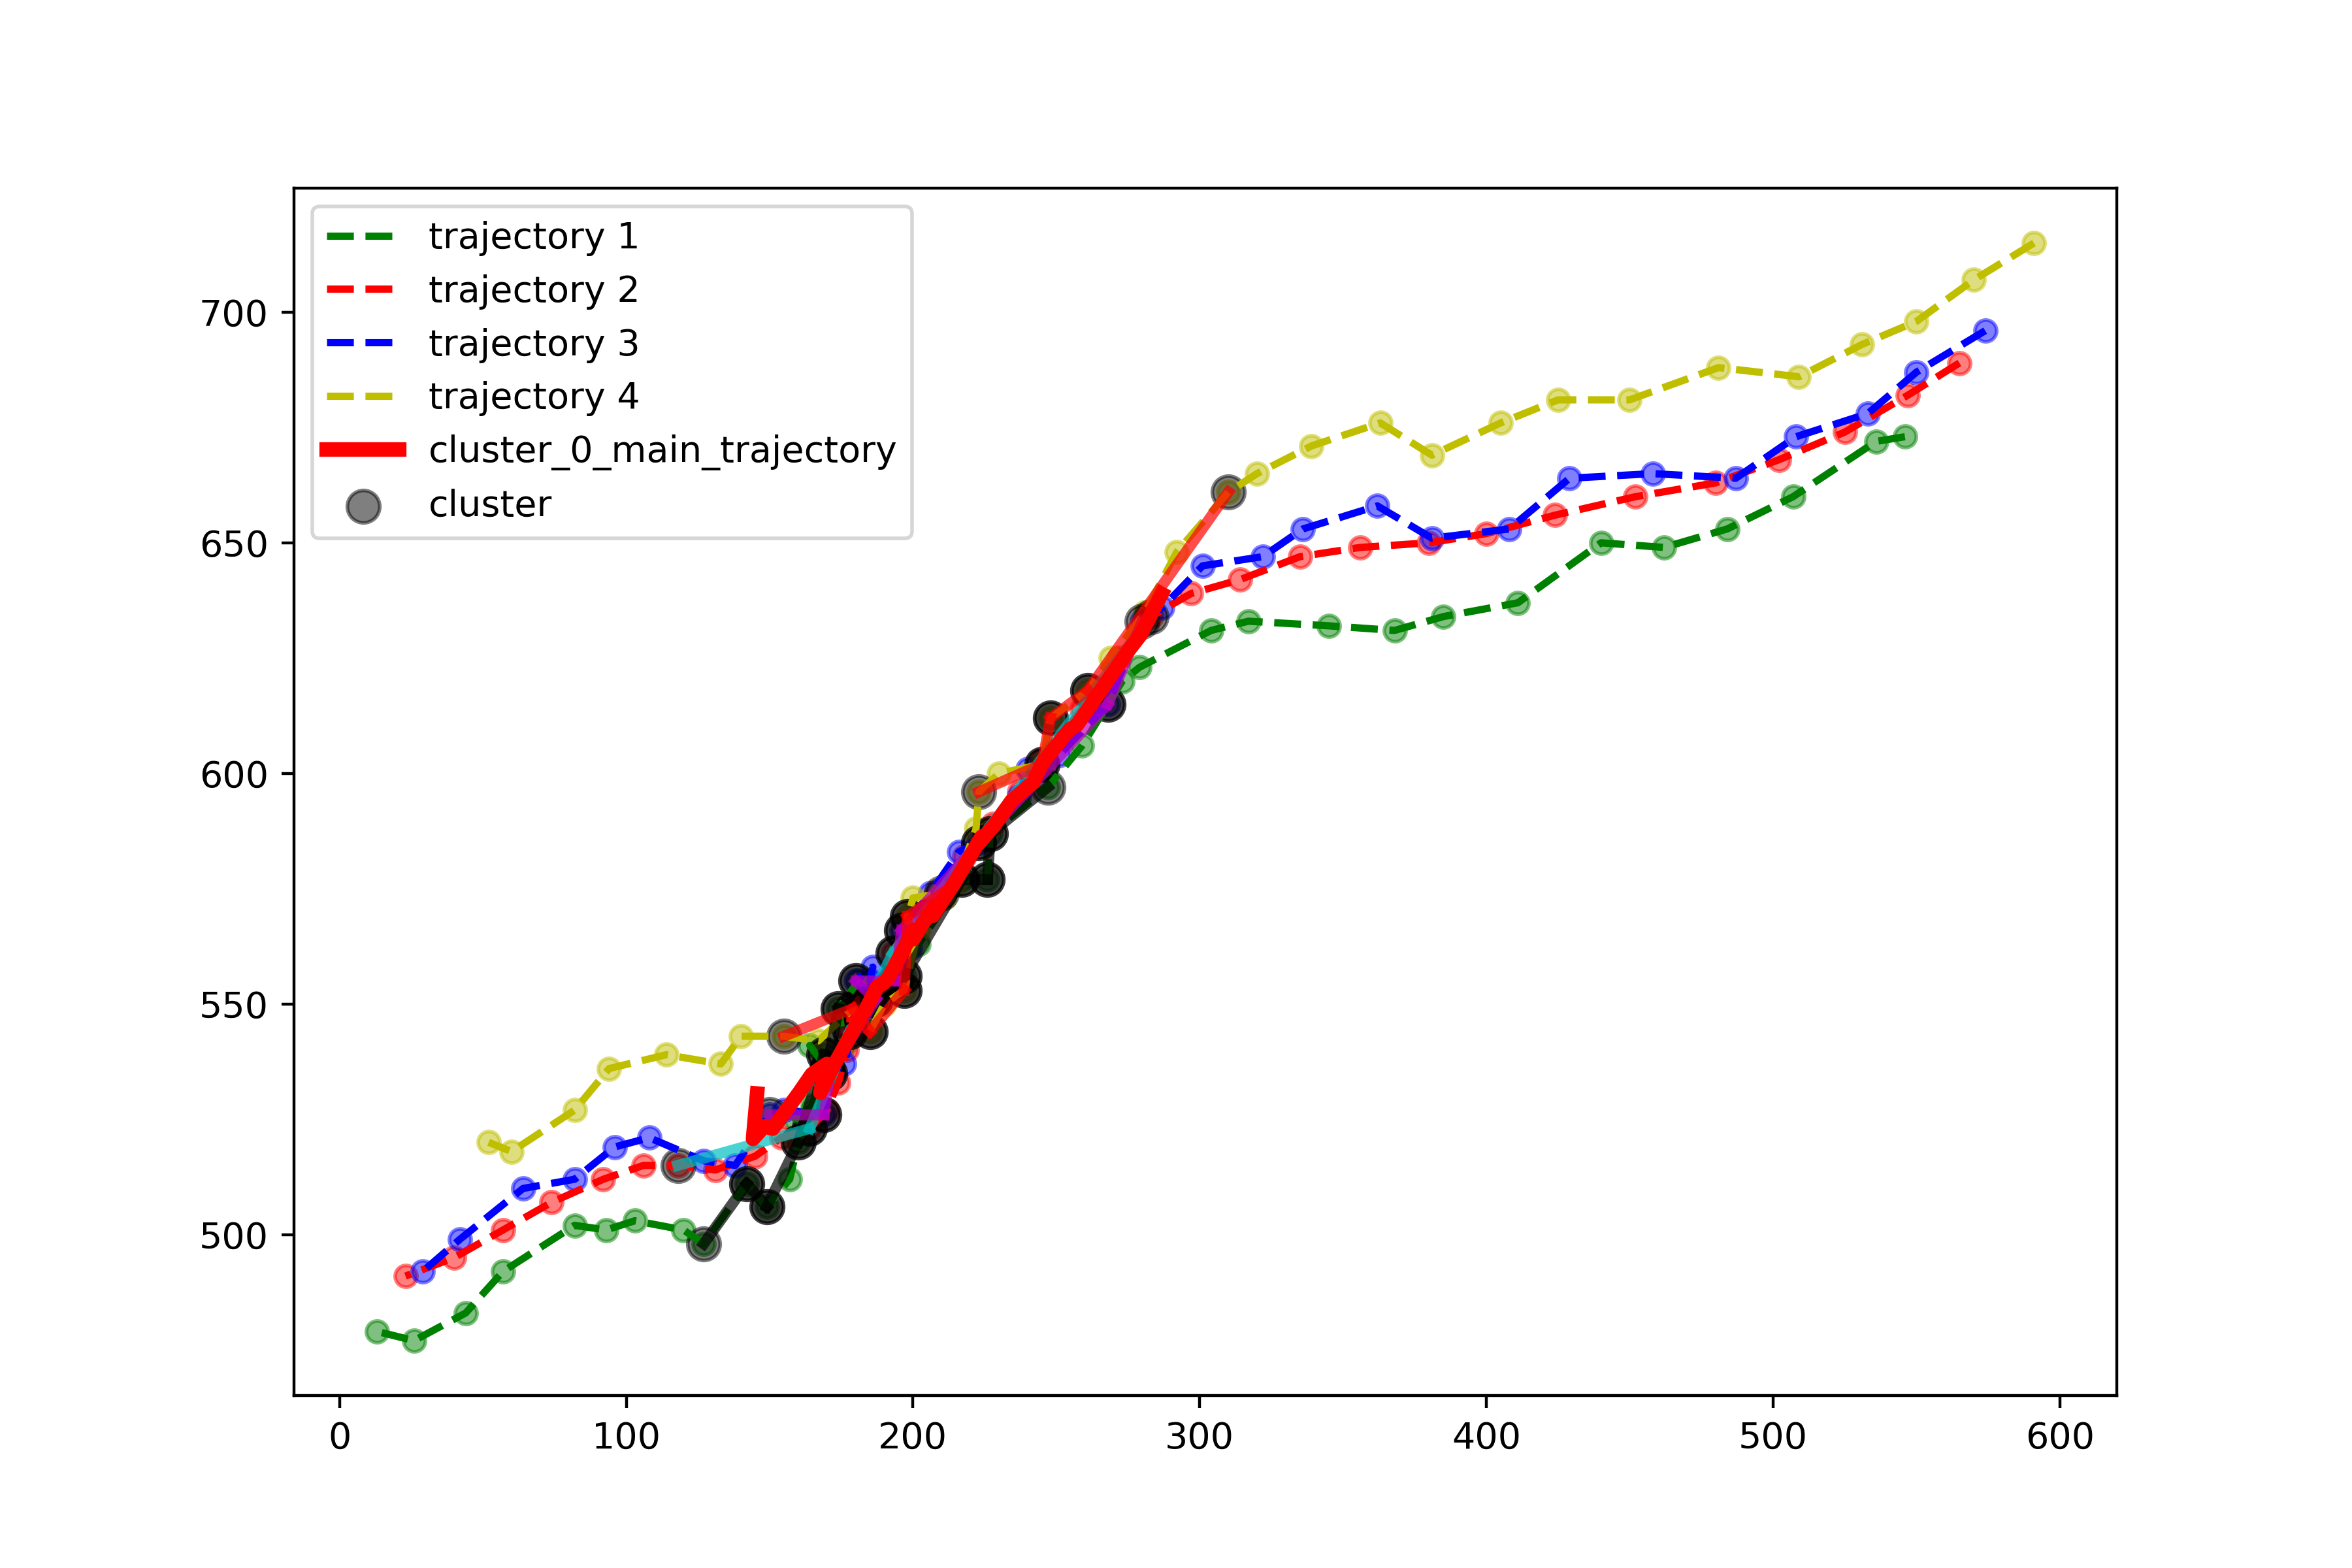 trajectory 1
trajectory 2
trajectory 3
trajectory 4
cluster_0_main_trajectory
cluster
700
650
600
550
500
0 100 200 300 400 500 600